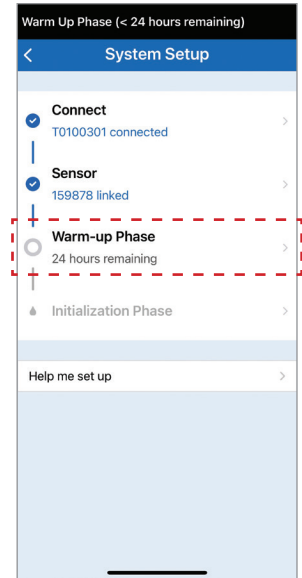 Warm Up Phase (< 24 hours remaining)
System Setup
Connect
T0100301 connected
Sensor
159878 linked
Warm-up Phase
24 hours remaining
Initialization Phase
Help me set up